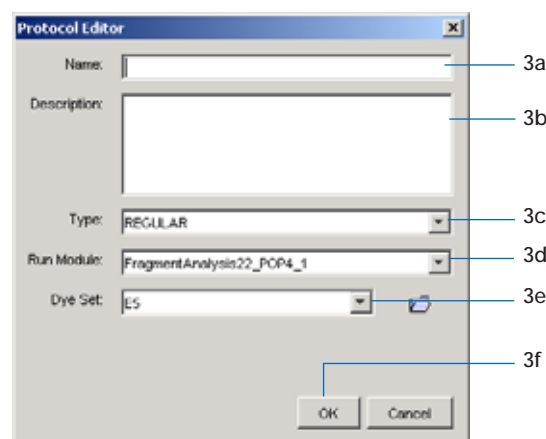 Protocol Editor
Name: 3a
Description: 3b
Type: REGULAR 3c
Run Module: FragmentAnalysis22_POP4_1 3d
Dye Set: E5 3e
3f
OK Cancel